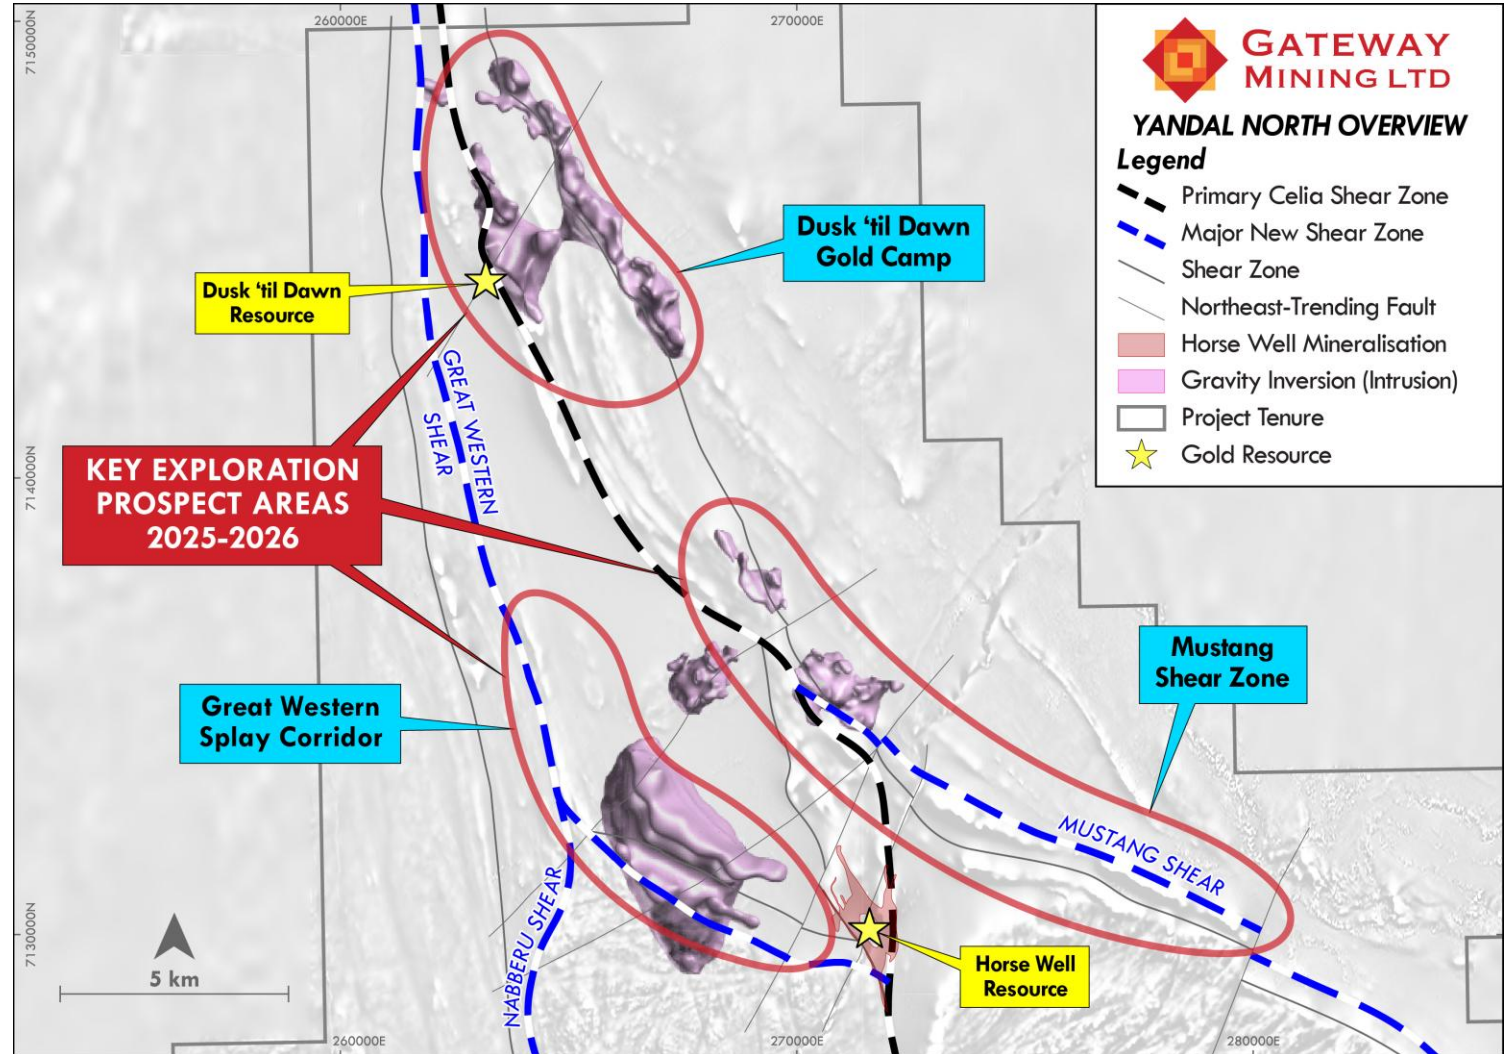 260000E
270000E
7150000N
GATEWAY
MINING LTD
YANDAL NORTH OVERVIEW
Legend
Primary Celia Shear Zone
Major New Shear Zone
Shear Zone
Northeast-Trending Fault
Horse Well Mineralisation
Gravity Inversion (Intrusion)
Project Tenure
Gold Resource
Dusk ‘til Dawn
Gold Camp
Dusk ‘til Dawn
Resource
GREAT WESTERN
SHEAR
KEY EXPLORATION
PROSPECT AREAS
2025-2026
7140000N
Mustang
Shear Zone
Great Western
Splay Corridor
MUSTANG SHEAR
NABBERU SHEAR
7130000N
5 km
Horse Well
Resource
260000E
270000E
280000E